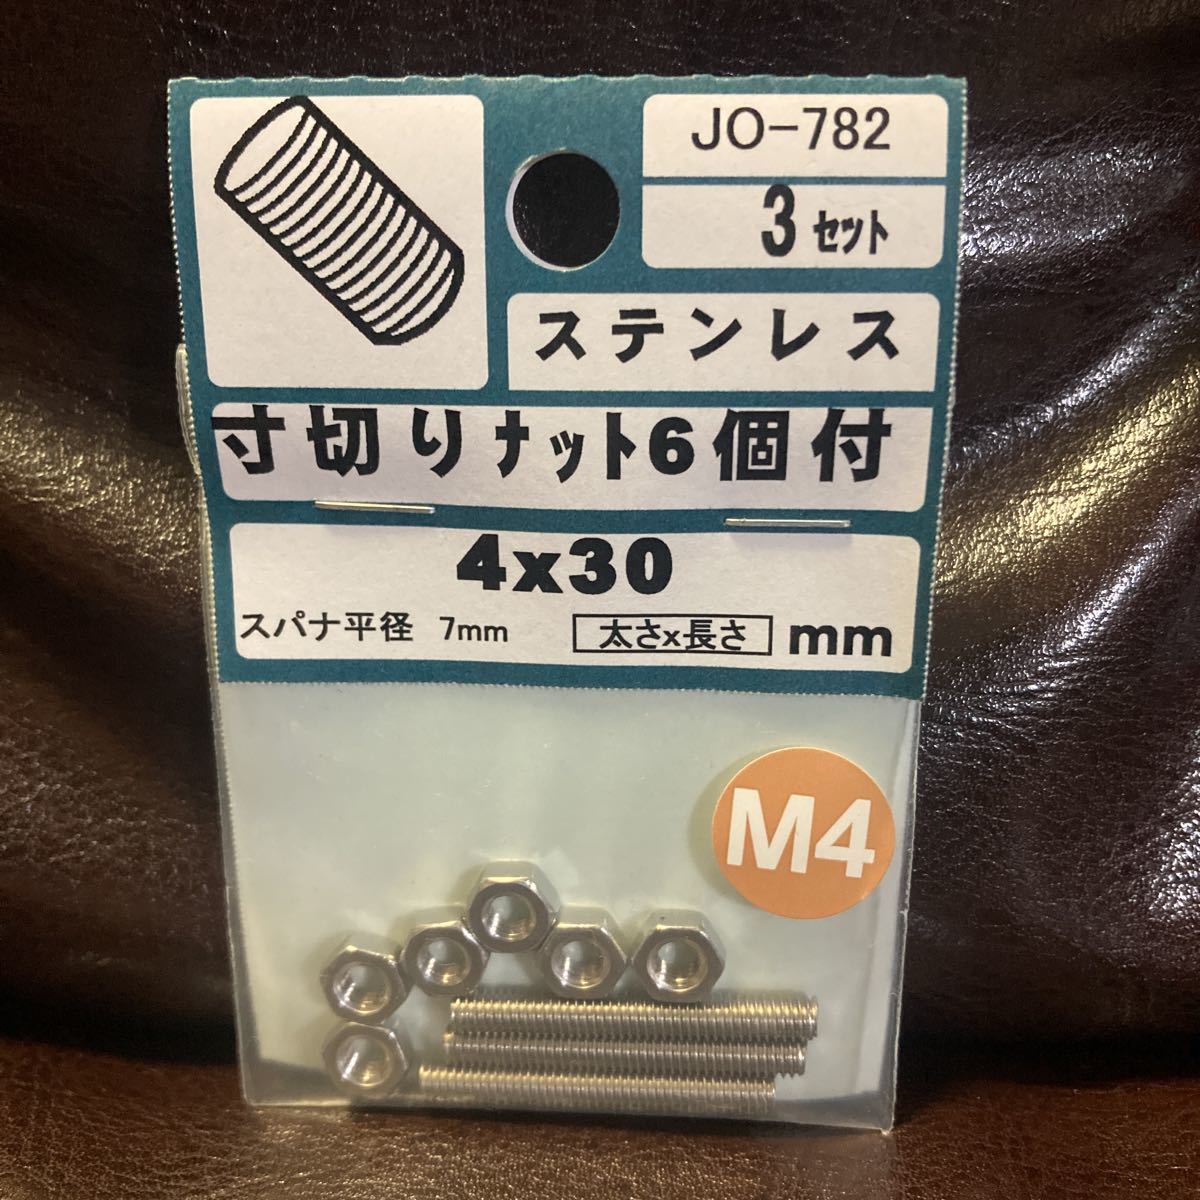 JO-782
3 セット
ステンレス
寸切りナット6個付
4x30
スパナ平径 7mm 太さx長さ mm
M4